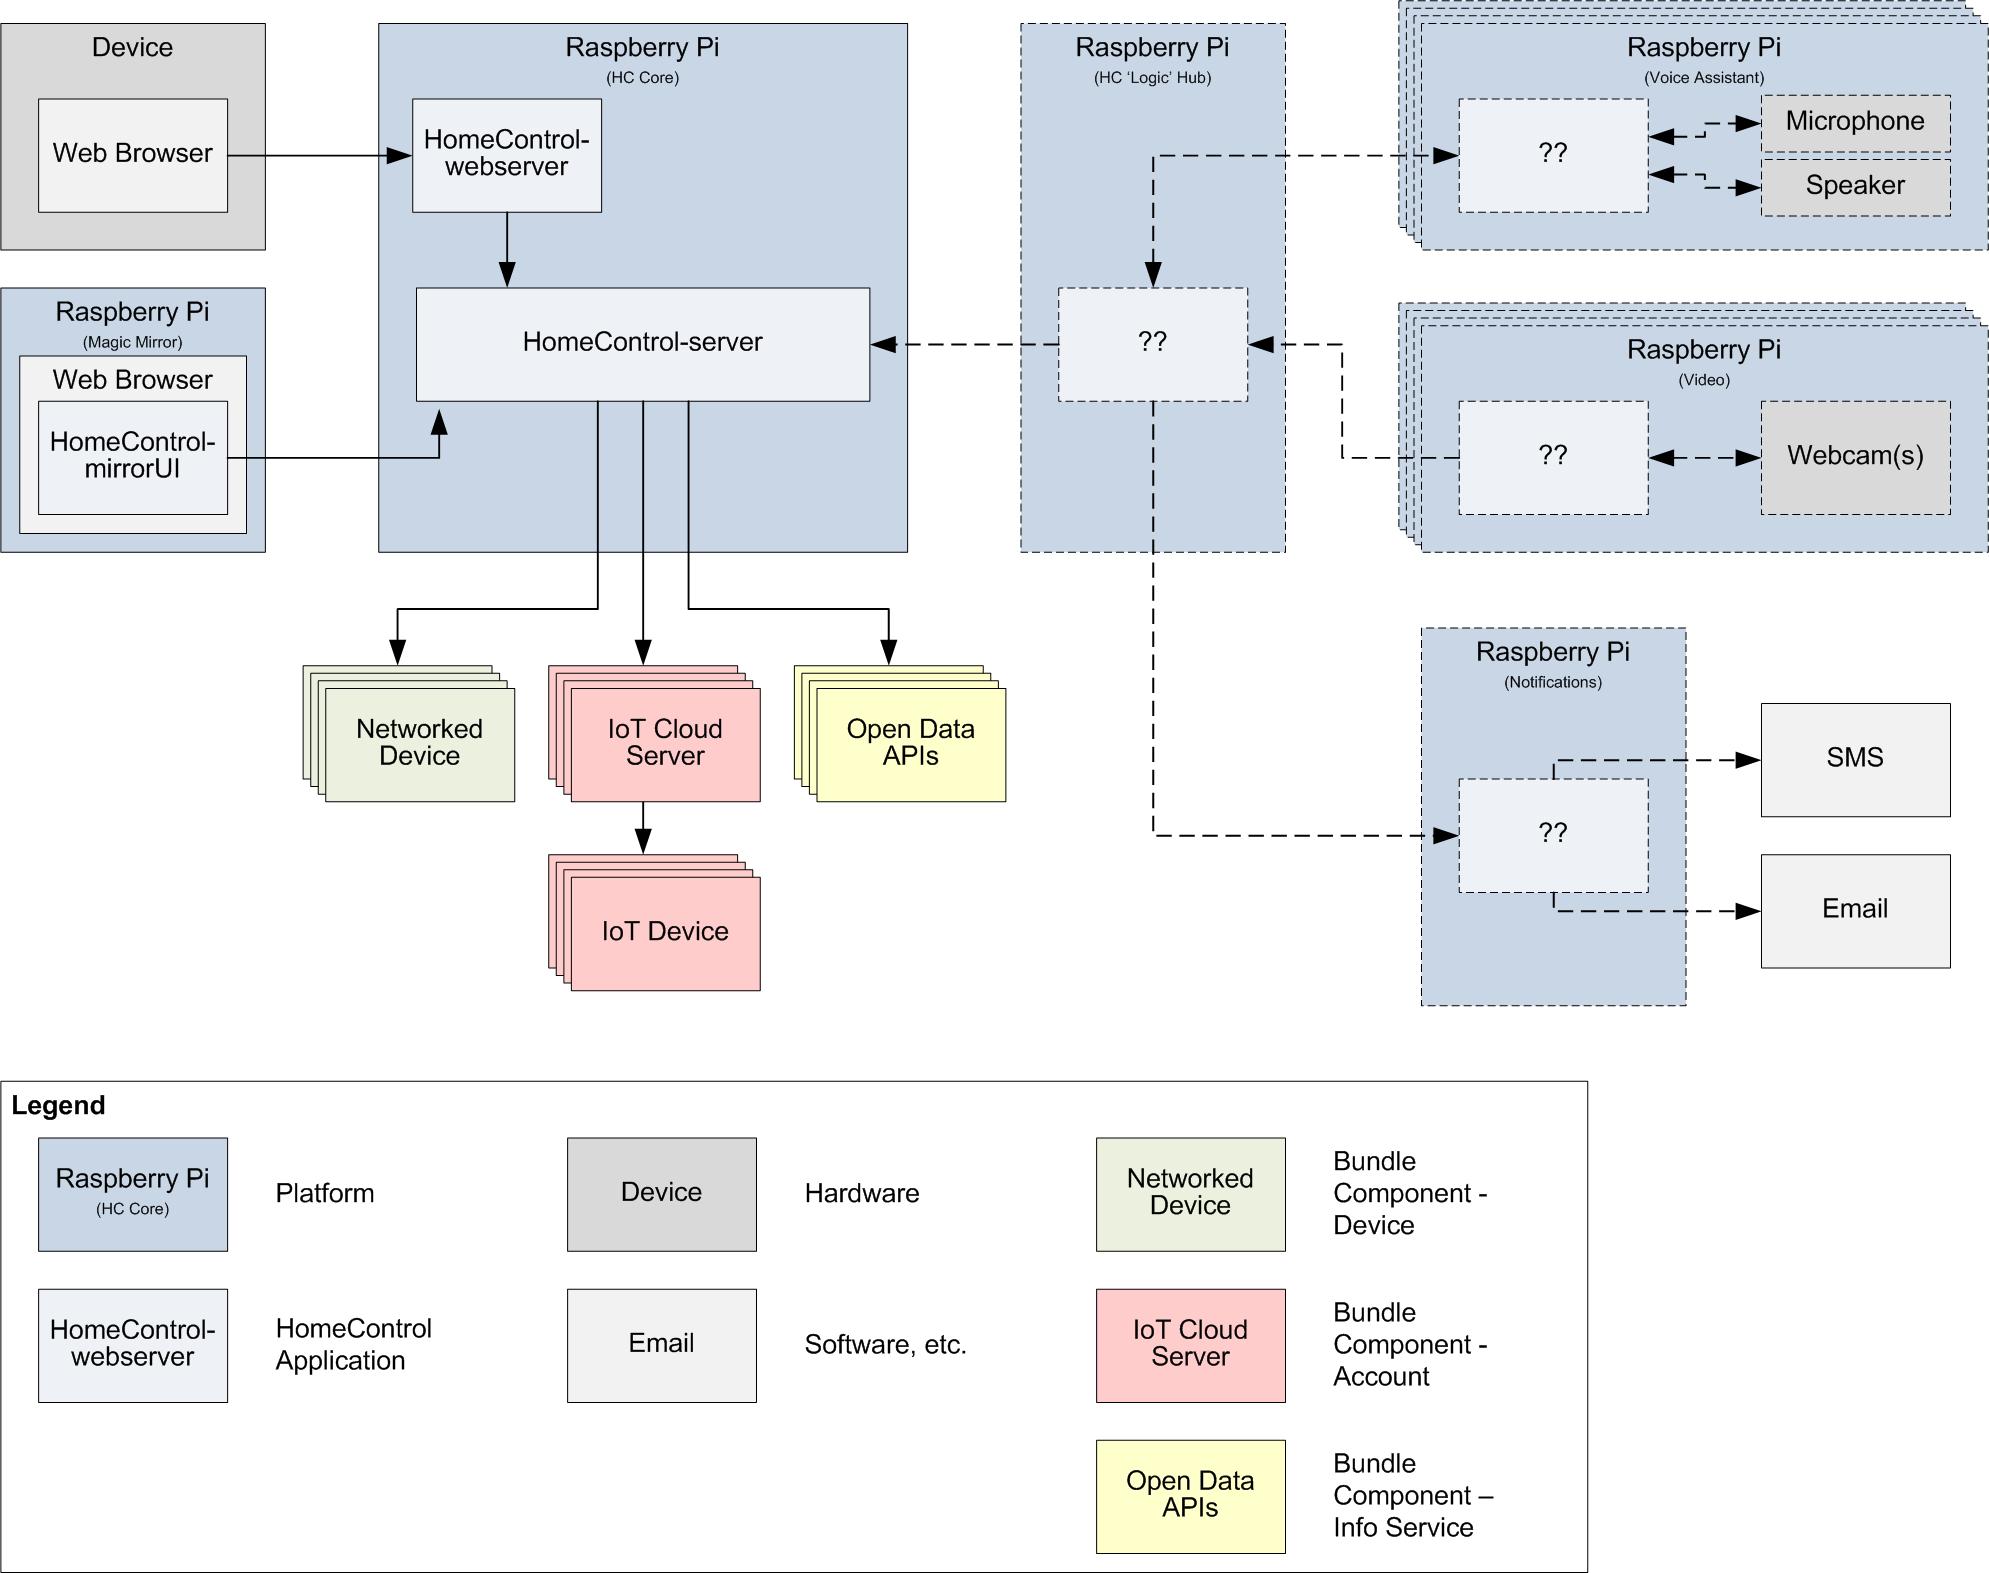 Device
Web Browser
Raspberry Pi
(HC Core)
HomeControl-
webserver
HomeControl-server
Raspberry Pi
(Magic Mirror)
Web Browser
HomeControl-
mirrorUI
Raspberry Pi
(HC ‘Logic’ Hub)
??
Raspberry Pi
(Voice Assistant)
??
Microphone
Speaker
Raspberry Pi
(Video)
??
Webcam(s)
Networked
Device
IoT Cloud
Server
Open Data
APIs
IoT Device
Raspberry Pi
(Notifications)
??
SMS
Email
Legend
Raspberry Pi
(HC Core)
Platform
Device
Hardware
Networked
Device
Bundle
Component -
Device
HomeControl-
webserver
HomeControl
Application
Email
Software, etc.
IoT Cloud
Server
Bundle
Component -
Account
Open Data
APIs
Bundle
Component –
Info Service